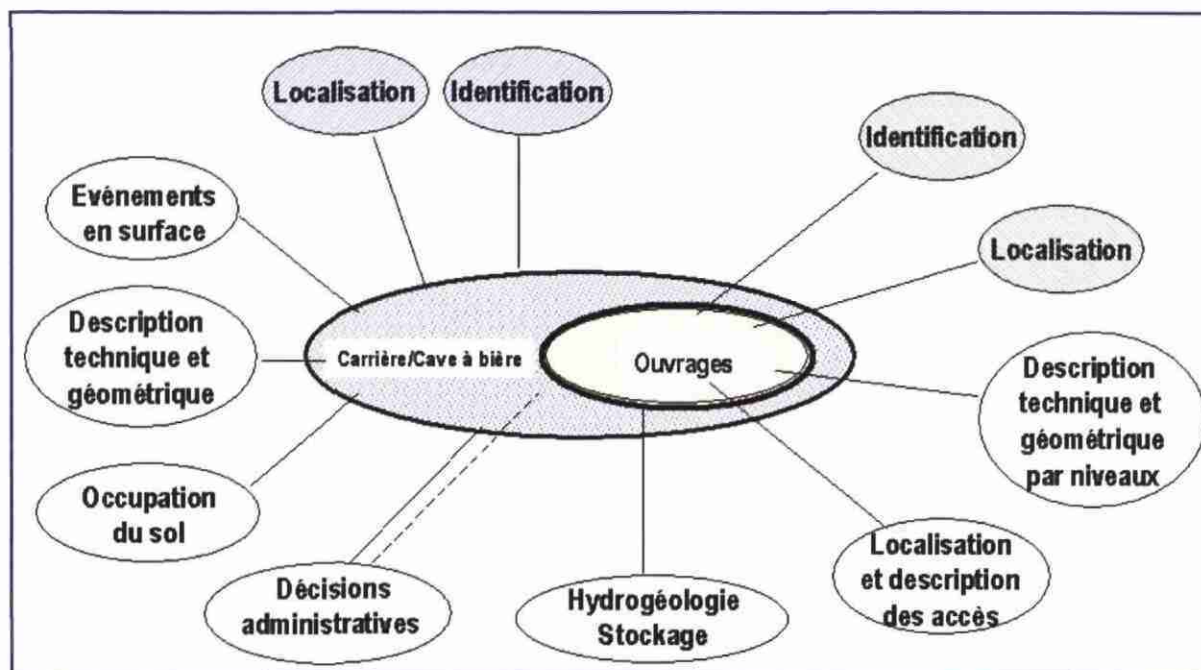 Localisation
Identification
Identification
Evénements
en surface
Localisation
Description
technique et
géométrique
Carrière/Cave à bière
Ouvrages
Description
technique et
géométrique
par niveaux
Occupation
du sol
Localisation
et description
des accès
Décisions
administratives
Hydrogéologie
Stockage